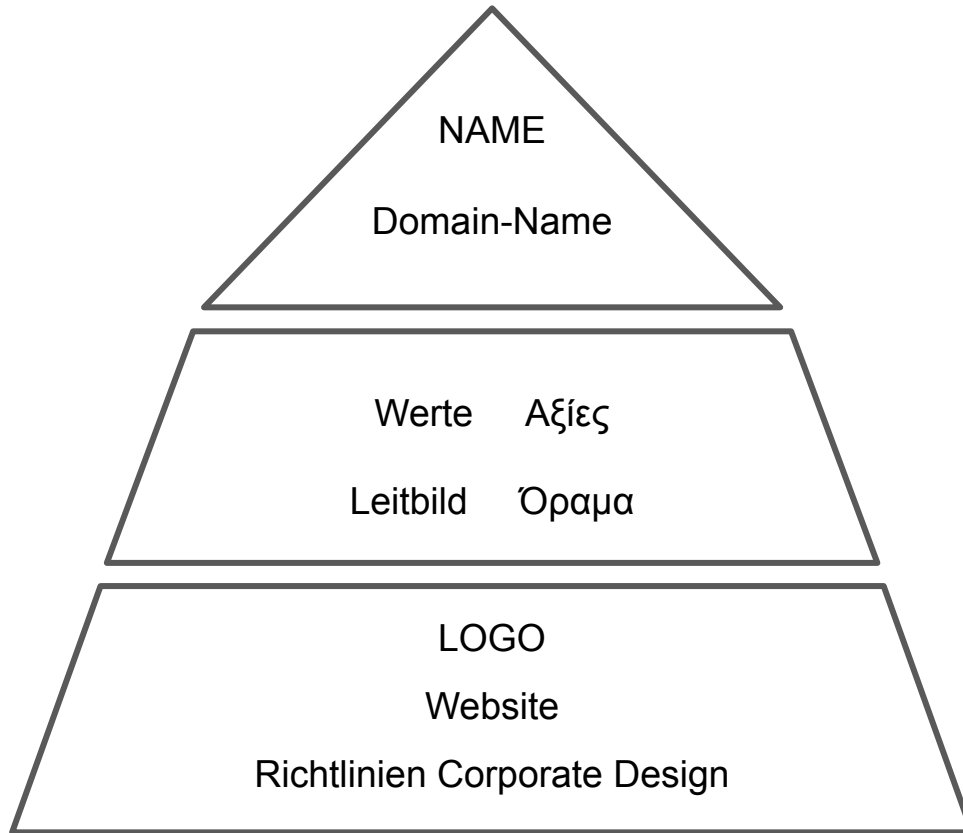 NAME
Domain-Name
Werte Αξίες
Leitbild Όραμα
LOGO
Website
Richtlinien Corporate Design